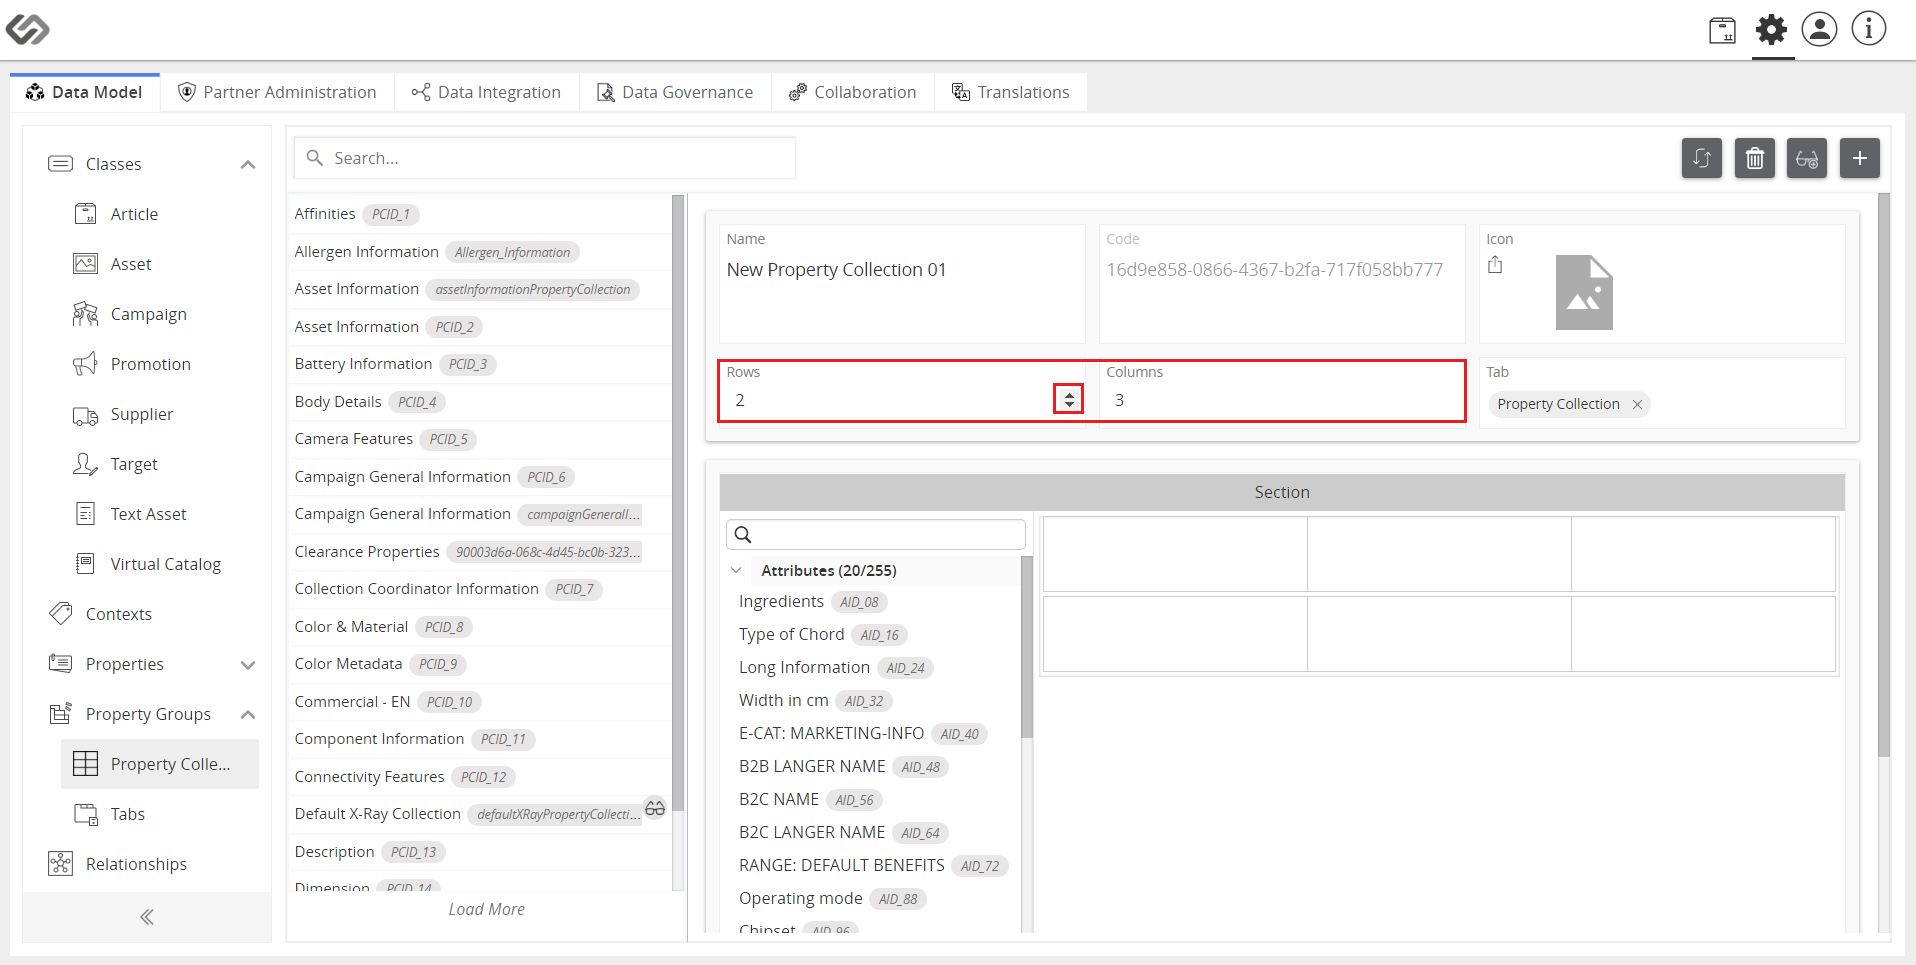 Data Model
Partner Administration
Data Integration
Data Governance
Collaboration
Translations
Classes
Article
Asset
Campaign
Promotion
Supplier
Target
Text Asset
Virtual Catalog
Contexts
Properties
Property Groups
Property Colle...
Tabs
Relationships
Search...
Affinities PCID_1
Allergen Information Allergen_Information
Asset Information assetInformationPropertyCollection
Asset Information PCID_2
Battery Information PCID_3
Body Details PCID_4
Camera Features PCID_5
Campaign General Information PCID_6
Campaign General Information campaignGenerall...
Clearance Properties 90003d6a-068c-4d45-bc0b-323...
Collection Coordinator Information PCID_7
Color & Material PCID_8
Color Metadata PCID_9
Commercial - EN PCID_10
Component Information PCID_11
Connectivity Features PCID_12
Default X-Ray Collection defaultXRayPropertyCollecti...
Description PCID_13
Dimension PCID_14
Load More
Name
New Property Collection 01
Code
16d9e858-0866-4367-b2fa-717f058bb777
Icon
Rows
2
Columns
3
Tab
Property Collection
Section
Attributes (20/255)
Ingredients AID_08
Type of Chord AID_16
Long Information AID_24
Width in cm AID_32
E-CAT: MARKETING-INFO AID_40
B2B LANGER NAME AID_48
B2C NAME AID_56
B2C LANGER NAME AID_64
RANGE: DEFAULT BENEFITS AID_72
Operating mode AID_88
Chipset AID_96